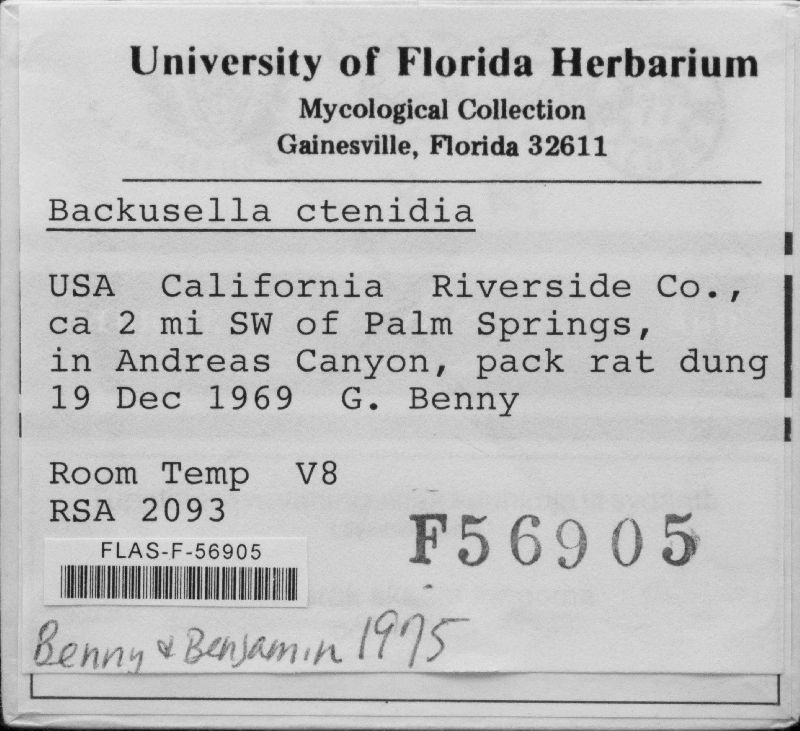 University of Florida Herbarium
Mycological Collection
Gainesville, Florida 32611
Backusella ctenidia
USA California Riverside Co.,
ca 2 mi SW of Palm Springs,
in Andreas Canyon, pack rat dung
19 Dec 1969 G. Benny
Room Temp V8
RSA 2093
F56905
FLAS-F-56905
Benny & Benjamin 1975